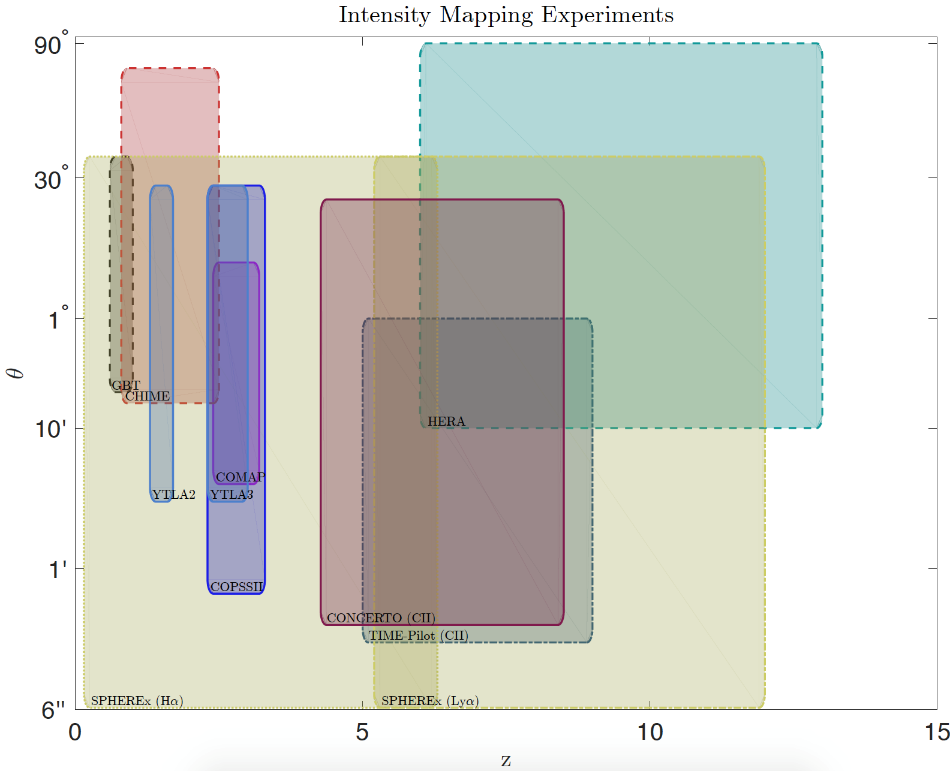 Intensity Mapping Experiments
90°
30°
1°
θ
10'
1'
6"
GBT
CHIME
HERA
COMAP
YTLA2
YTLA3
COPSSII
CONCERTO (CII)
TIME-Pilot (CII)
SPHEREx (Hα)
SPHEREx (Lyα)
0
5
10
15
z